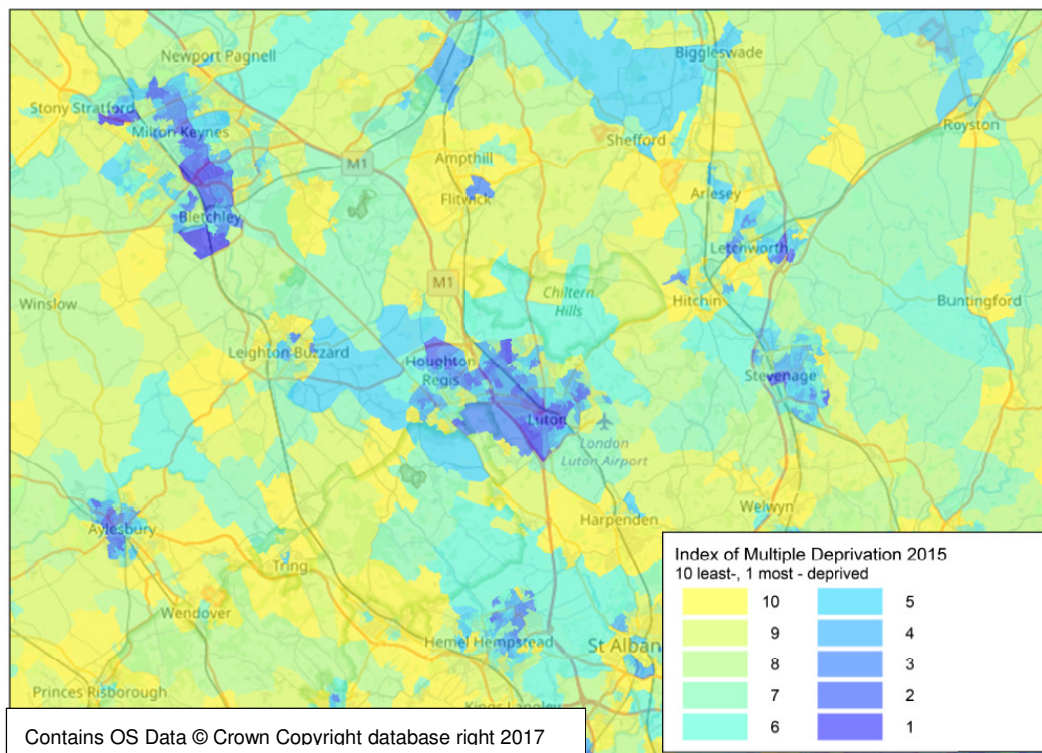 Newport Pagnell
Biggleswade
Stony Stratford
Milton Keynes
Royston
Shefford
M1
Ampthill
Flitwick
Arlesey
Bletchley
Letchworth
M1
Chiltern
Hills
Hitchin
Buntingford
Winslow
Leighton Buzzard
Houghton
Regis
Stevenage
Luton
London
Luton Airport
Aylesbury
Harpenden
Welwyn
Tring
Wendover
Hemel Hempstead
St Alban
Princes Risborough
Kings Langley
Index of Multiple Deprivation 2015
10 least-, 1 most - deprived
10 5
9 4
8 3
7 2
6 1
Contains OS Data © Crown Copyright database right 2017